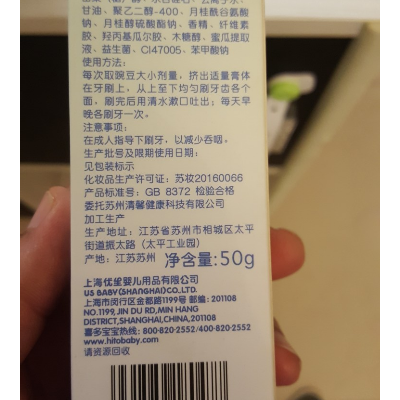 甘油、聚乙二醇-400、月桂酰谷氨酸
钠、月桂醇硫酸酯钠、香精、纤维素
胶、羟丙基瓜尔胶、木糖醇、蜜瓜提取
液、益生菌、CI47005、苯甲酸钠
使用方法：
每次取豌豆大小剂量，挤出适量膏体
在牙刷上，从上至下均匀刷牙齿各个
面，刷完后用清水漱口吐出；每天早
晚各刷牙一次。
注意事项：
在成人指导下刷牙，以减少吞咽。
生产批号及限期使用日期：
见包装标示
化妆品生产许可证：苏妆20160066
产品标准号：GB 8372 检验合格
委托苏州清馨健康科技有限公司
加工生产
生产地址：江苏省苏州市相城区太平
街道振太路（太平工业园）
产地：江苏苏州 净含量:50g
上海优生婴儿用品有限公司
US BABY(SHANGHAI)CO.,LTD.
上海市闵行区金都路1199号 邮编：201108
NO.1199,JIN DU RD,MIN HANG
DISTRICT,SHANGHAI,CHINA,201108
喜多宝宝热线：800-820-2552/400-820-2552
www.hitobaby.com
请资源回收